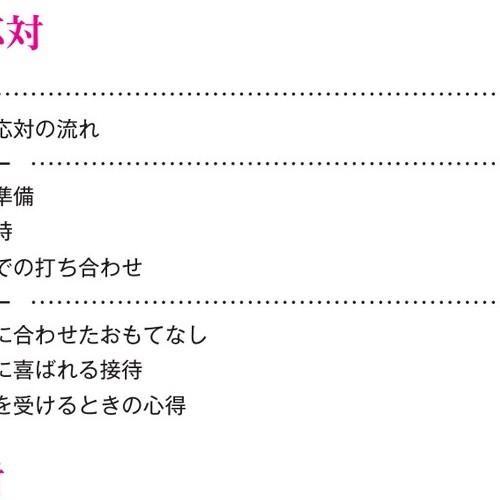 応対
応対の流れ
ー
準備
待
での打ち合わせ
ー
に合わせたおもてなし
に喜ばれる接待
を受けるときの心得